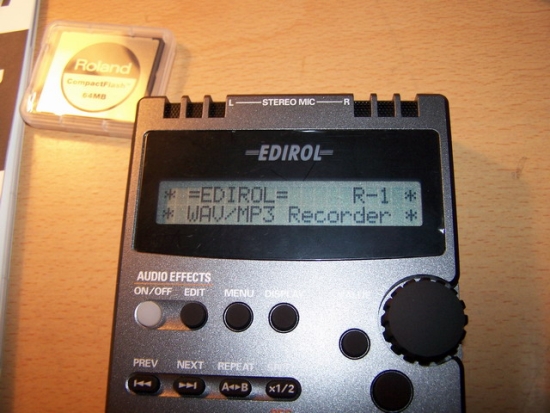 Roland
CompactFlash™
64MB
L STEREO MIC R
EDIROL
* =EDIROL= R-1 *
* WAV/MP3 Recorder *
AUDIO EFFECTS
ON/OFF EDIT MENU DISPLAY
PREV NEXT REPEAT
A◄►B x1/2